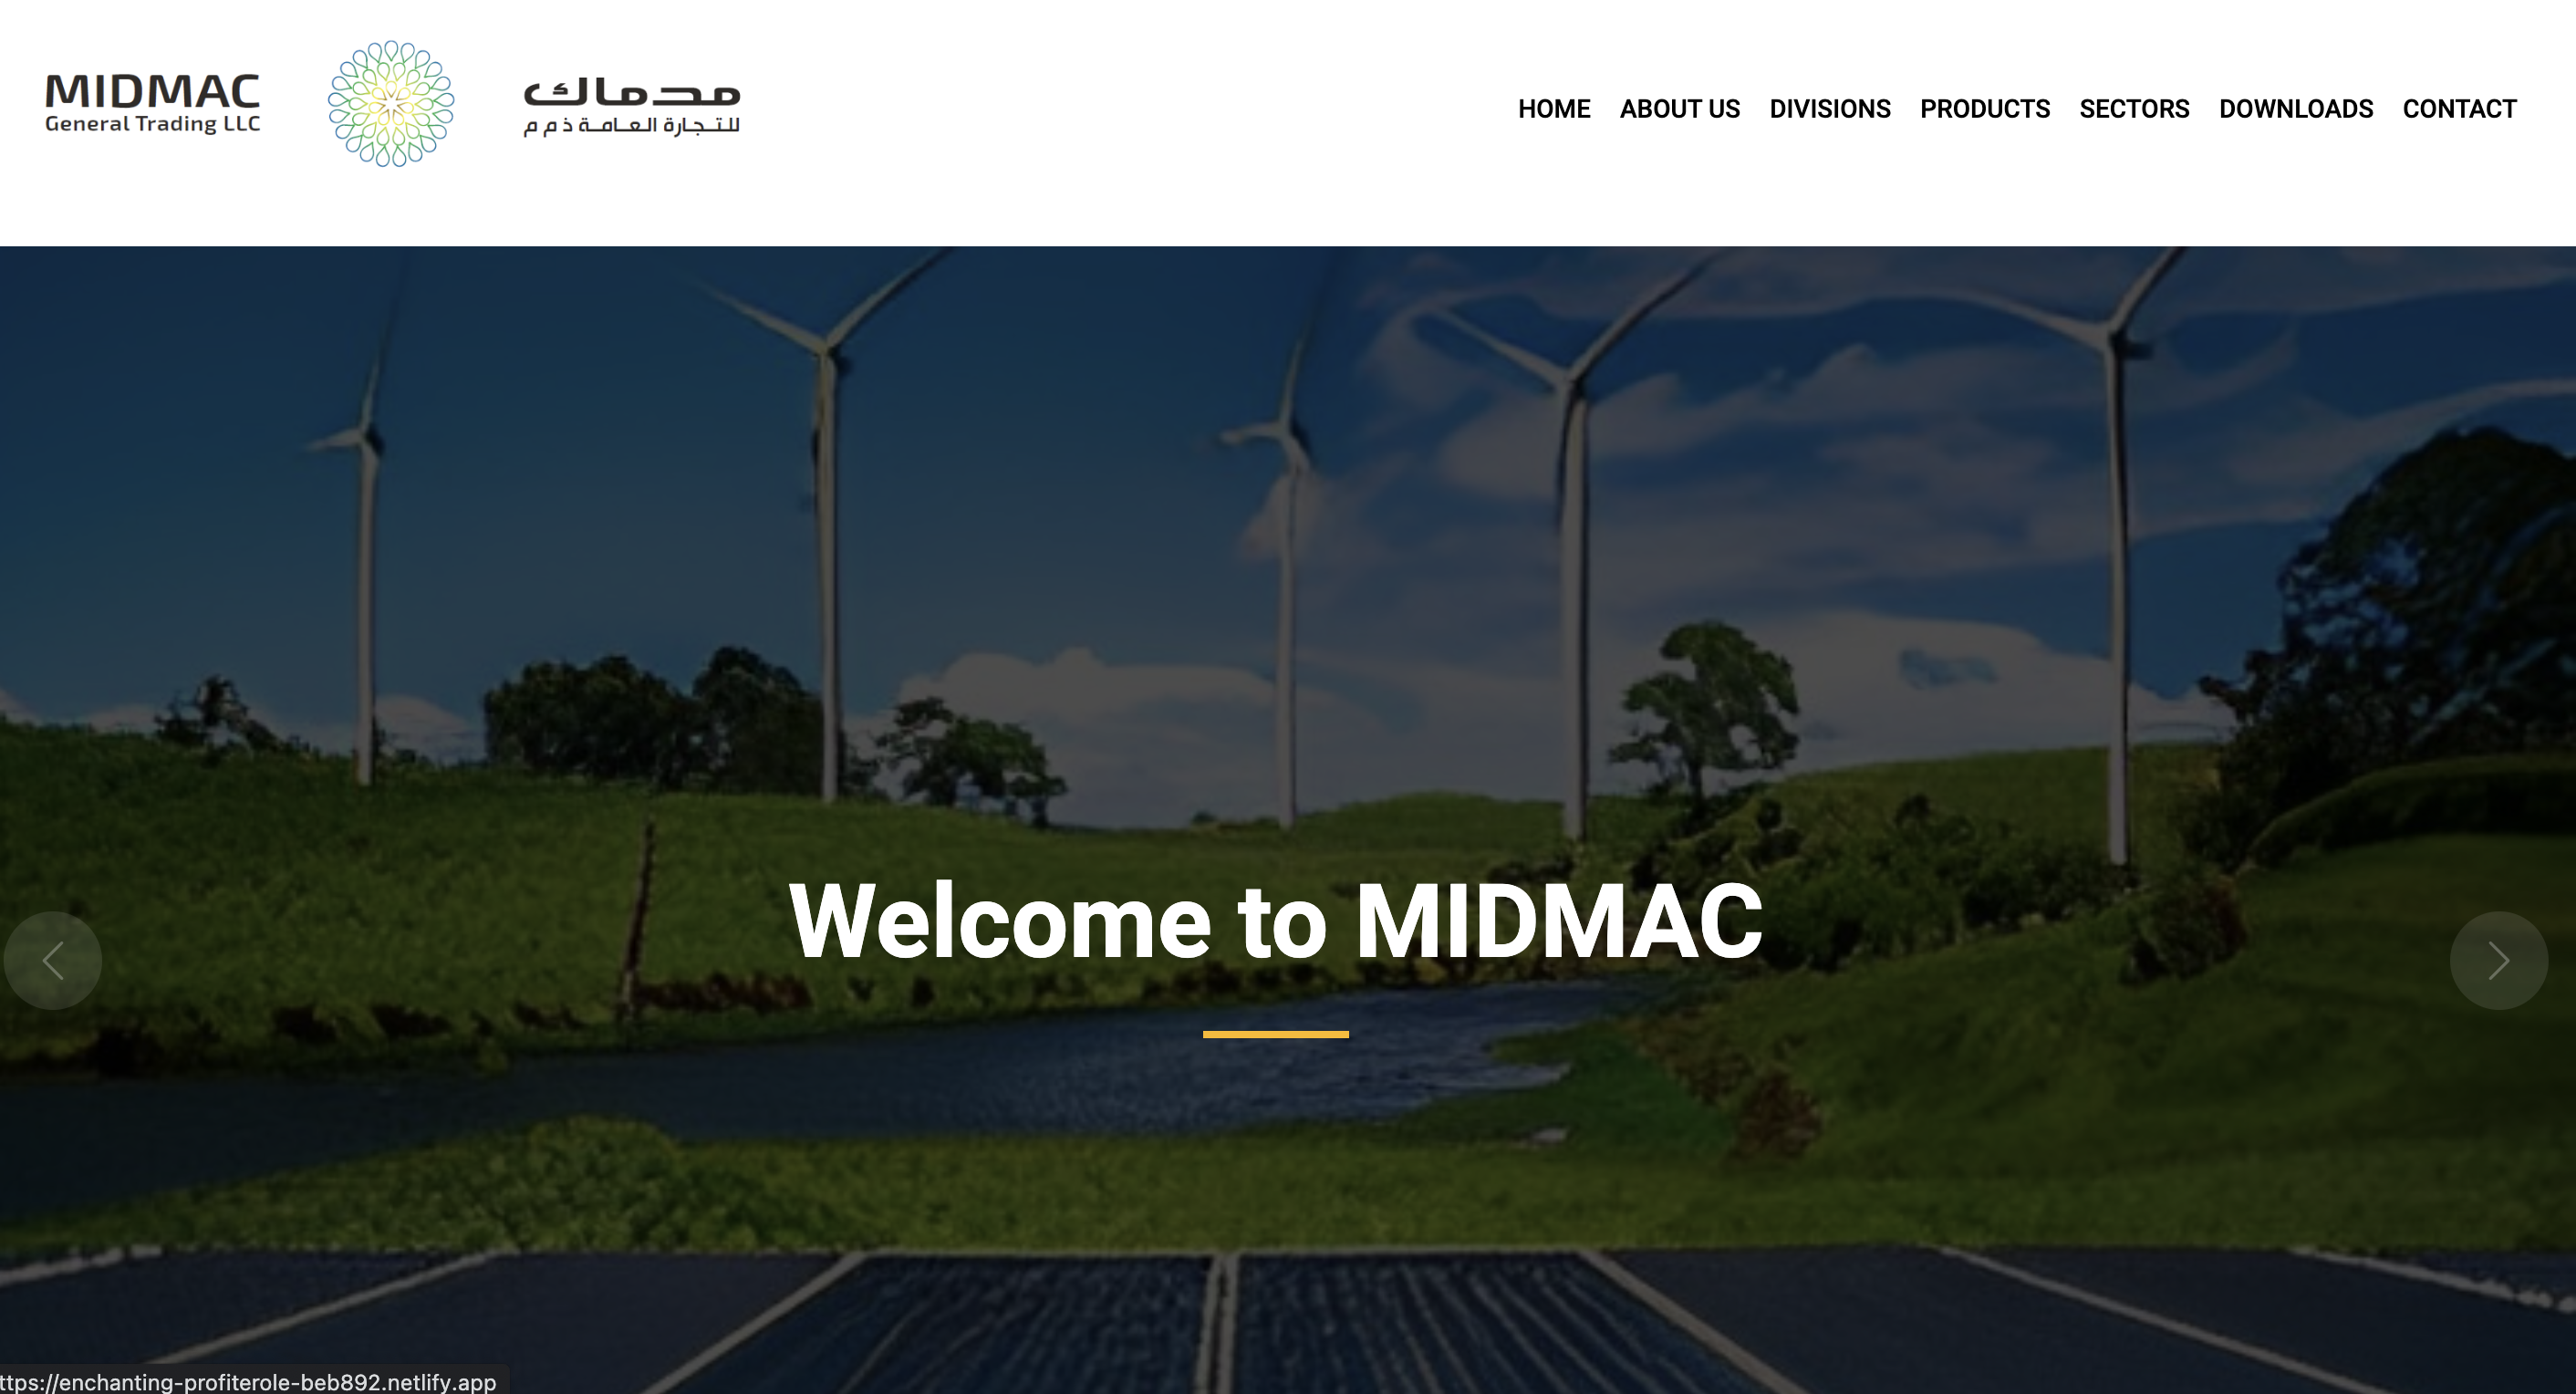 MIDMAC
General Trading LLC
مدماك
للتجارة العامة ذ م م
HOME ABOUT US DIVISIONS PRODUCTS SECTORS DOWNLOADS CONTACT
Welcome to MIDMAC
ttps://enchanting-profiterole-beb892.netlify.app